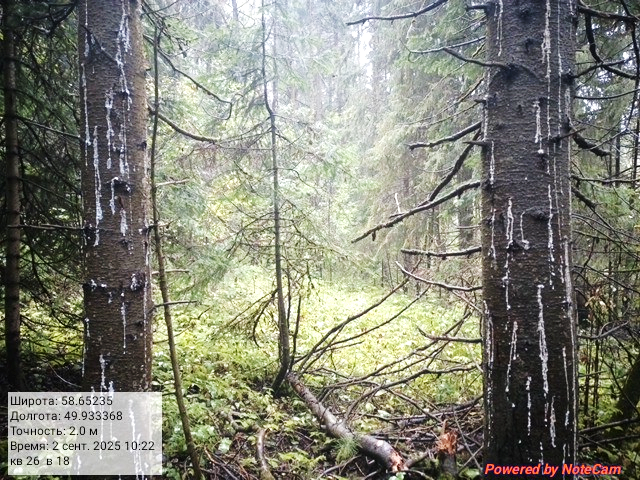 Широта: 58.65235
Долгота: 49.933368
Точность: 2.0 м
Время: 2 сент. 2025 10:22
кв 26 в 18
Powered by NoteCam